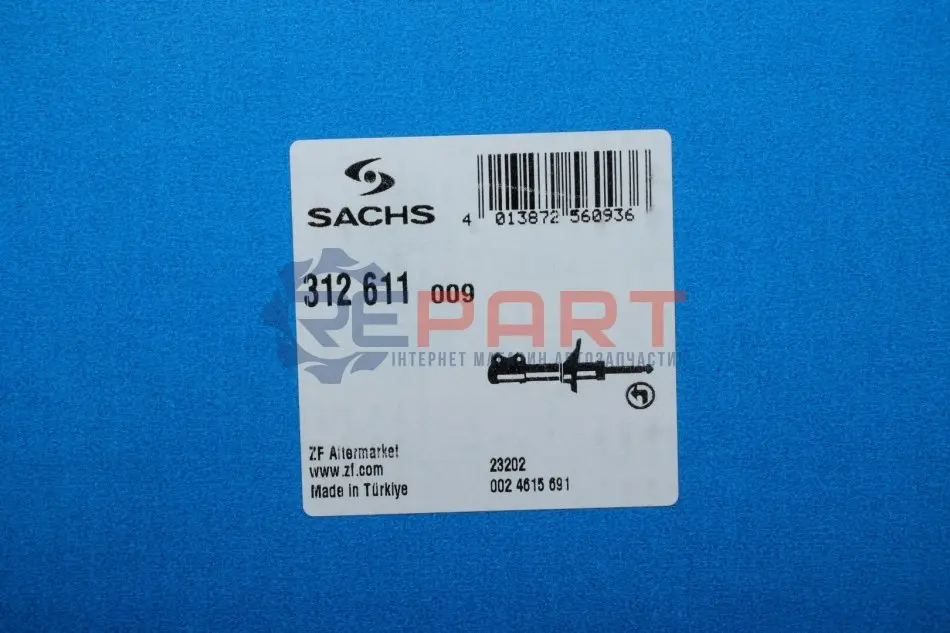 SACHS
4 013872 560936
312 611 009
REPART
ІНТЕРНЕТ МАГАЗИН АВТОЗАПЧАСТИН
ZF Aftermarket
www.zf.com
Made in Türkiye
23202
002 4615 691